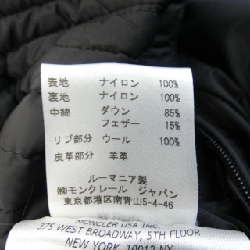 表地 ナイロン 100%
裏地 ナイロン 100%
中綿 ダウン 85%
フェザー 15%
リブ部分 ウール 100%
皮革部分 羊革
ルーマニア製
㈱モンクレール ジャパン
東京都港区南青山5-4-46
MONCLER USA INC
375 WEST BROADWAY, 5TH FLOOR
NEW YORK, 10012 NY